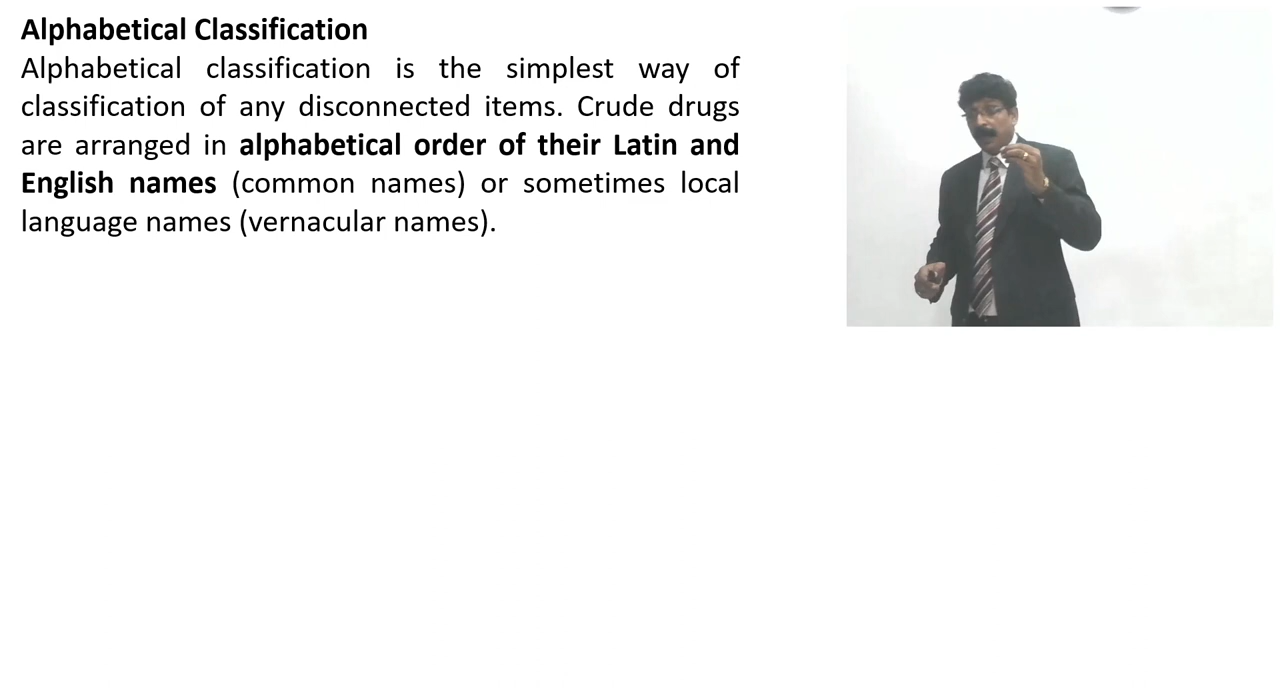 Alphabetical Classification
Alphabetical classification is the simplest way of
classification of any disconnected items. Crude drugs
are arranged in alphabetical order of their Latin and
English names (common names) or sometimes local
language names (vernacular names).